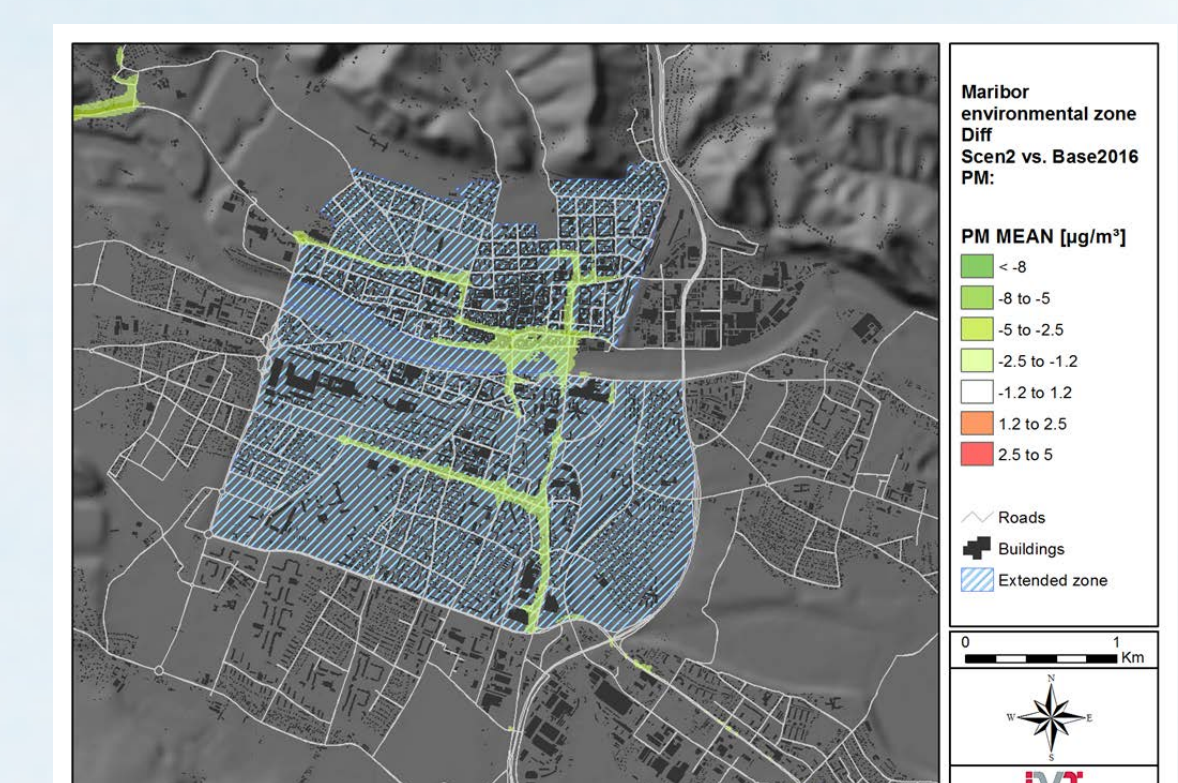 Maribor
environmental zone
Diff
Scen2 vs. Base2016
PM:
PM MEAN [µg/m³]
< -8
-8 to -5
-5 to -2.5
-2.5 to -1.2
-1.2 to 1.2
1.2 to 2.5
2.5 to 5
Roads
Buildings
Extended zone
0 1
Km
N
W E
S